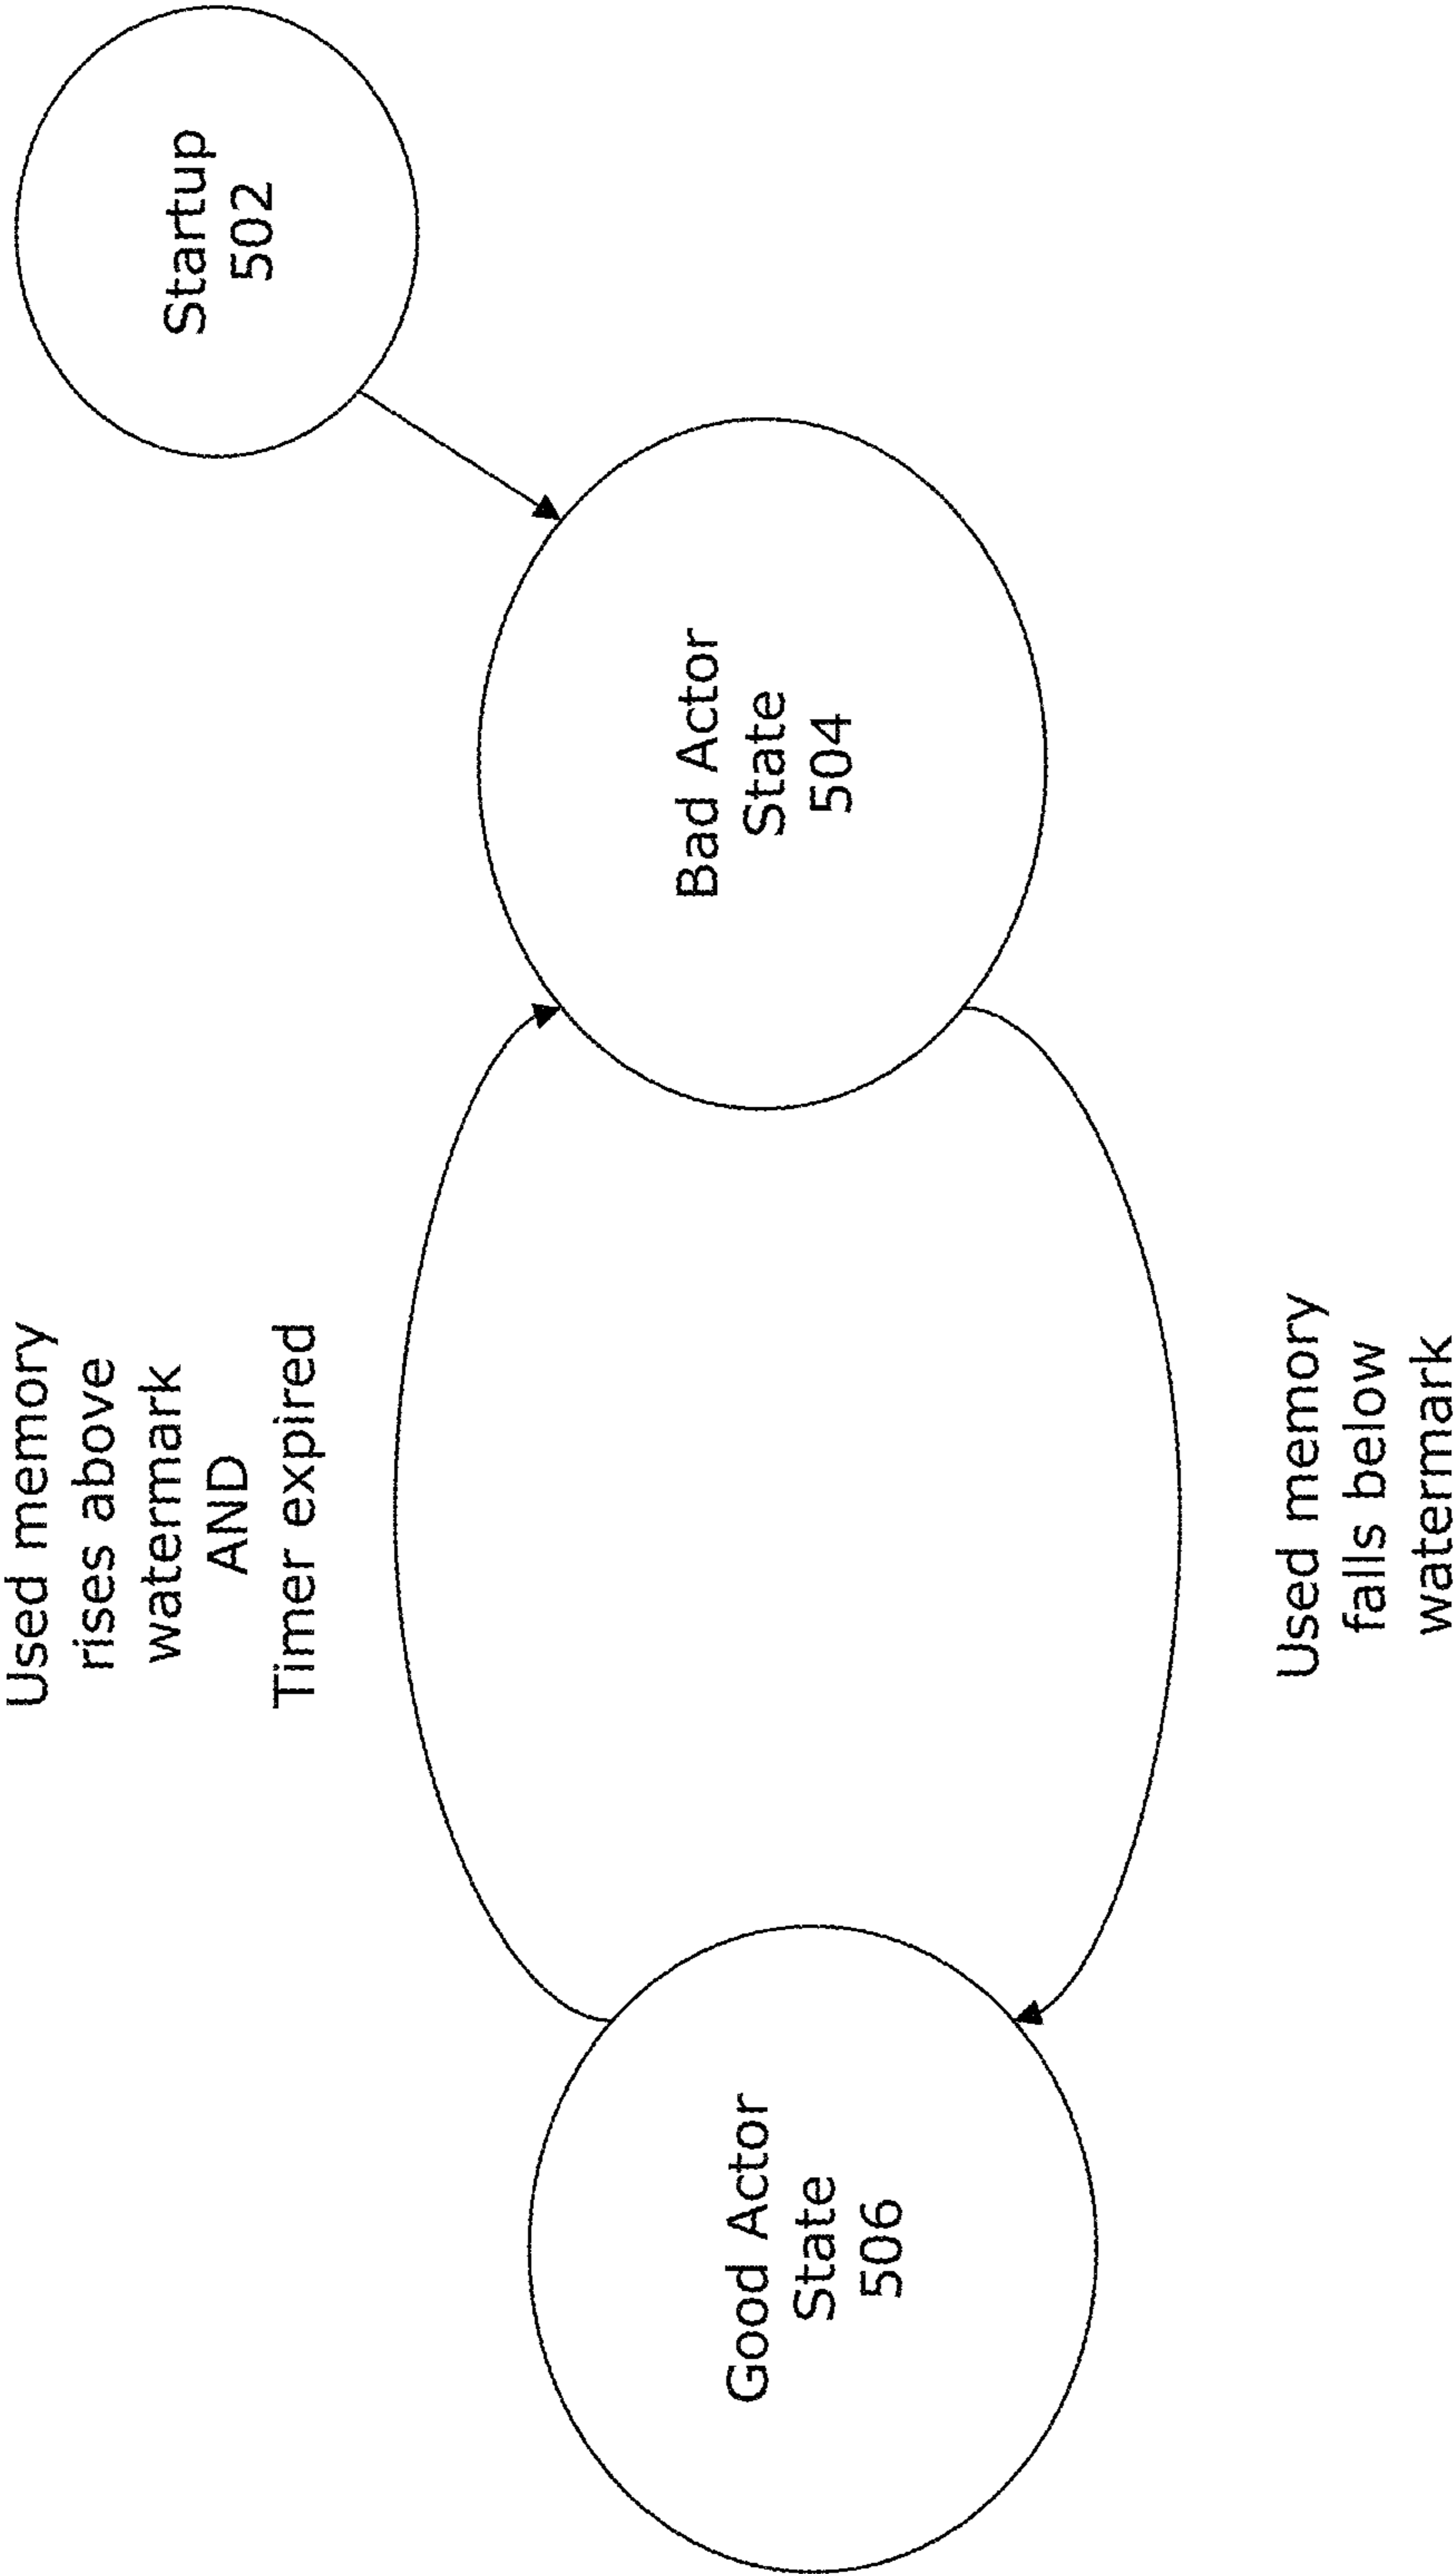 Used memory
rises above
watermark
AND
Timer expired
Startup
502
Bad Actor
State
504
Good Actor
State
506
Used memory
falls below
watermark